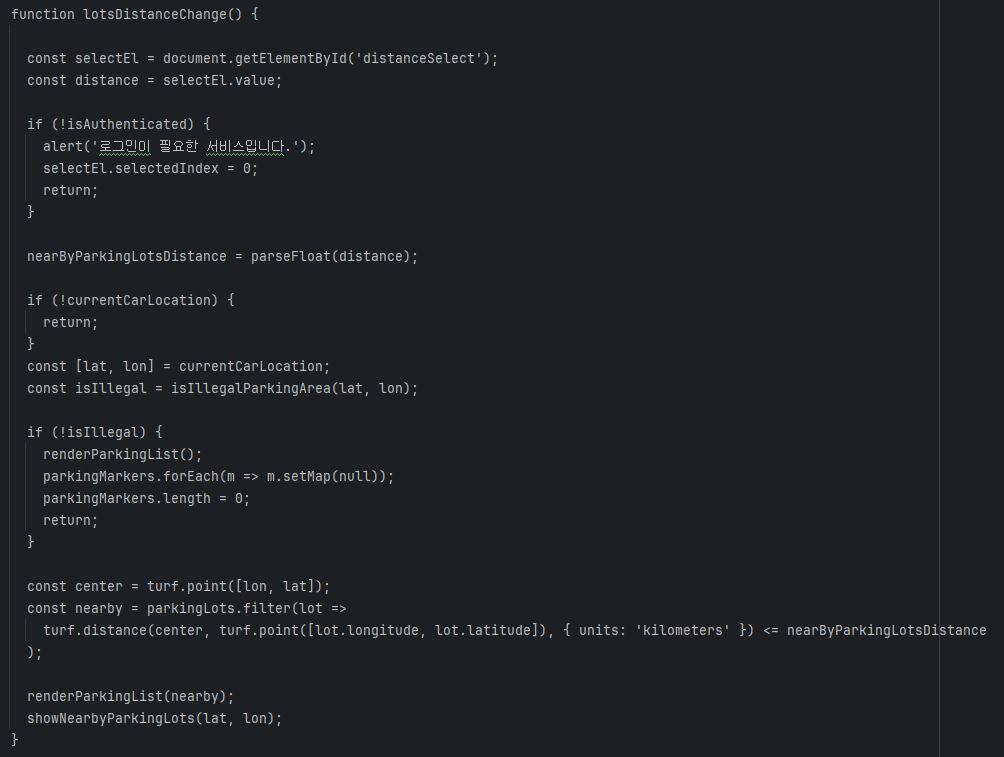 function lotsDistanceChange() {
const selectEl = document.getElementById('distanceSelect');
const distance = selectEl.value;
if (!isAuthenticated) {
alert('로그인이 필요한 서비스입니다.');
selectEl.selectedIndex = 0;
return;
}
nearByParkingLotsDistance = parseFloat(distance);
if (!currentCarLocation) {
return;
}
const [lat, lon] = currentCarLocation;
const isIllegal = isIllegalParkingArea(lat, lon);
if (!isIllegal) {
renderParkingList();
parkingMarkers.forEach(m => m.setMap(null));
parkingMarkers.length = 0;
return;
}
const center = turf.point([lon, lat]);
const nearby = parkingLots.filter(lot =>
turf.distance(center, turf.point([lot.longitude, lot.latitude]), { units: 'kilometers' }) <= nearByParkingLotsDistance
);
renderParkingList(nearby);
showNearbyParkingLots(lat, lon);
}